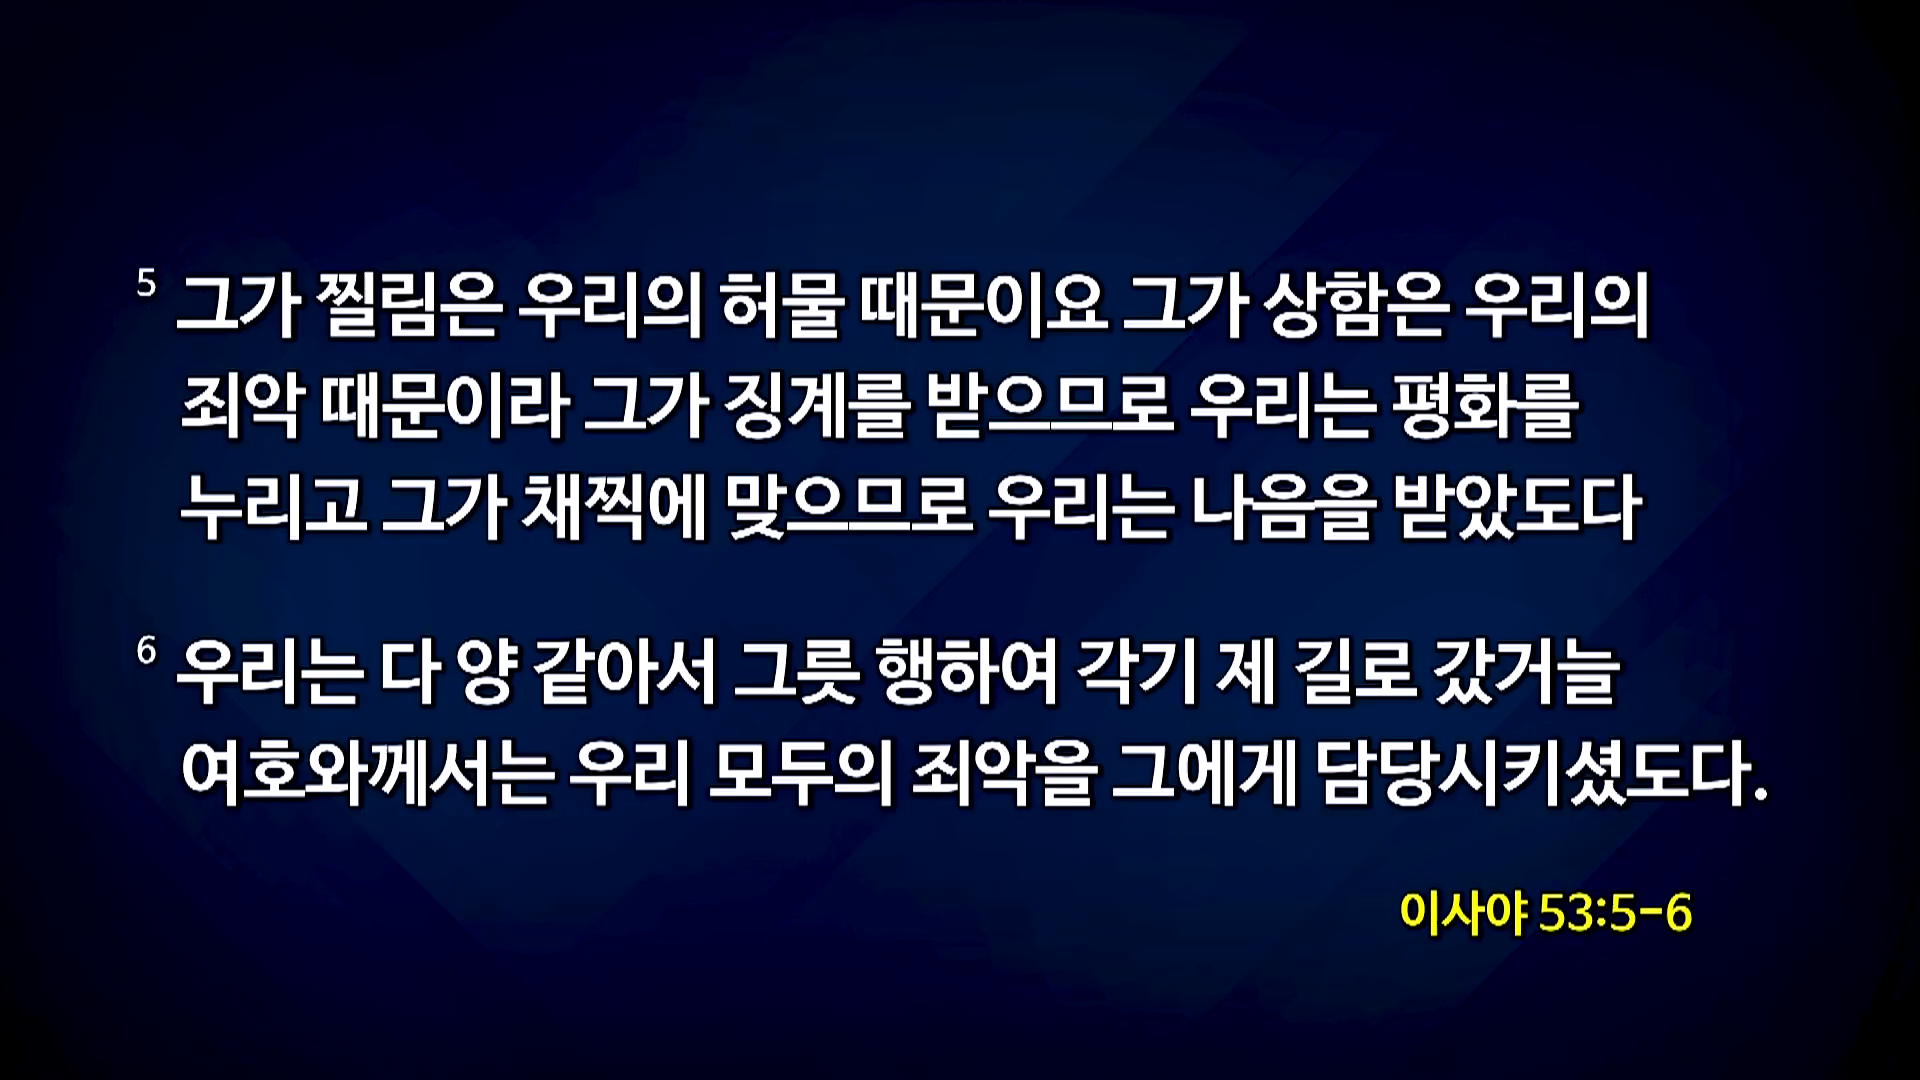 5 그가 찔림은 우리의 허물 때문이요 그가 상함은 우리의
죄악 때문이라 그가 징계를 받으므로 우리는 평화를
누리고 그가 채찍에 맞으므로 우리는 나음을 받았도다
6 우리는 다 양 같아서 그릇 행하여 각기 제 길로 갔거늘
여호와께서는 우리 모두의 죄악을 그에게 담당시키셨도다.
이사야 53:5-6